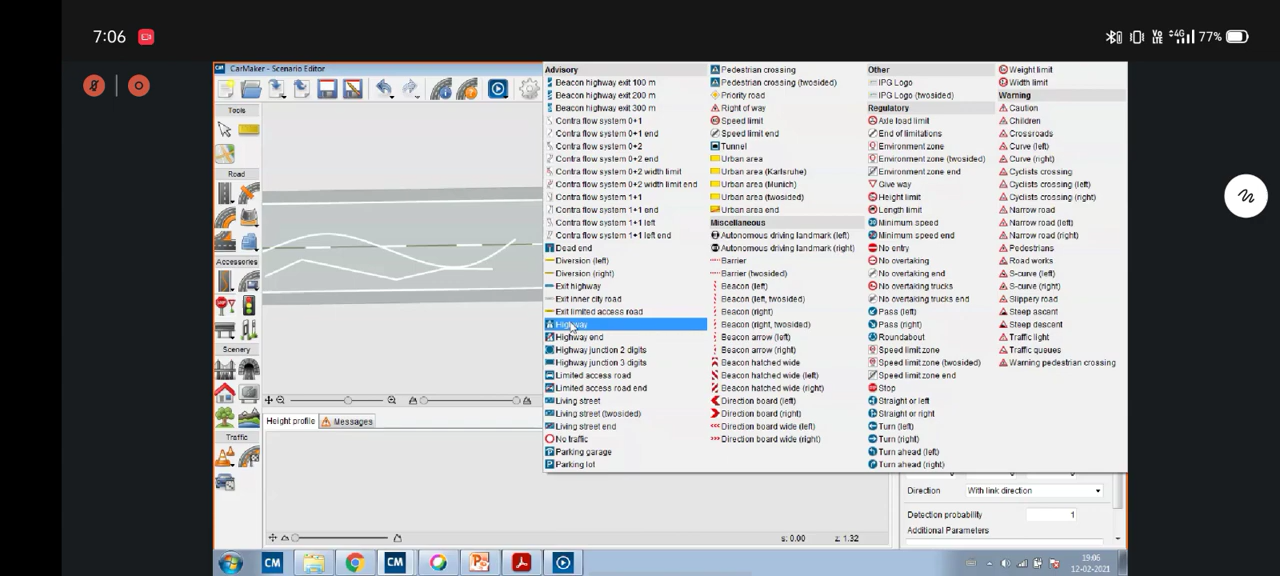 7:06
4G
77%
CarMaker - Scenario Editor
Tools
Road
Accessories
Scenery
Traffic
Advisory
Beacon highway exit 100 m
Beacon highway exit 200 m
Beacon highway exit 300 m
Contra flow system 0+1
Contra flow system 0+1 end
Contra flow system 0+2
Contra flow system 0+2 end
Contra flow system 0+2 width limit
Contra flow system 0+2 width limit end
Contra flow system 1+1
Contra flow system 1+1 end
Contra flow system 1+1 left
Contra flow system 1+1 left end
Dead end
Diversion (left)
Diversion (right)
Exit highway
Exit inner city road
Exit limited access road
Highway
Highway end
Highway junction 2 digits
Highway junction 3 digits
Limited access road
Limited access road end
Living street
Living street (twosided)
Living street end
No traffic
Parking garage
Parking lot
Pedestrian crossing
Pedestrian crossing (twosided)
Priority road
Right of way
Speed limit
Speed limit end
Tunnel
Urban area
Urban area (Karlsruhe)
Urban area (Munich)
Urban area (twosided)
Urban area end
Miscellaneous
Autonomous driving landmark (left)
Autonomous driving landmark (right)
Barrier
Barrier (twosided)
Beacon (left)
Beacon (left, twosided)
Beacon (right)
Beacon (right, twosided)
Beacon arrow (left)
Beacon arrow (right)
Beacon hatched wide
Beacon hatched wide (left)
Beacon hatched wide (right)
Direction board (left)
Direction board (right)
Direction board wide (left)
Direction board wide (right)
Other
IPG Logo
IPG Logo (twosided)
Regulatory
Axle load limit
End of limitations
Environment zone
Environment zone (twosided)
Environment zone end
Give way
Height limit
Length limit
Minimum speed
Minimum speed end
No entry
No overtaking
No overtaking end
No overtaking trucks
No overtaking trucks end
Pass (left)
Pass (right)
Roundabout
Speed limit zone
Speed limit zone (twosided)
Speed limit zone end
Stop
Straight or left
Straight or right
Turn (left)
Turn (right)
Turn ahead (left)
Turn ahead (right)
Weight limit
Width limit
Warning
Caution
Children
Crossroads
Curve (left)
Curve (right)
Cyclists crossing
Cyclists crossing (left)
Cyclists crossing (right)
Narrow road
Narrow road (left)
Narrow road (right)
Pedestrians
Road works
S-curve (left)
S-curve (right)
Slippery road
Steep ascent
Steep descent
Traffic light
Traffic queues
Warning pedestrian crossing
Height profile
Messages
s: 0.00
z: 1.32
Direction
With link direction
Detection probability
1
Additional Parameters
CM
CM
19:06
12-02-2021